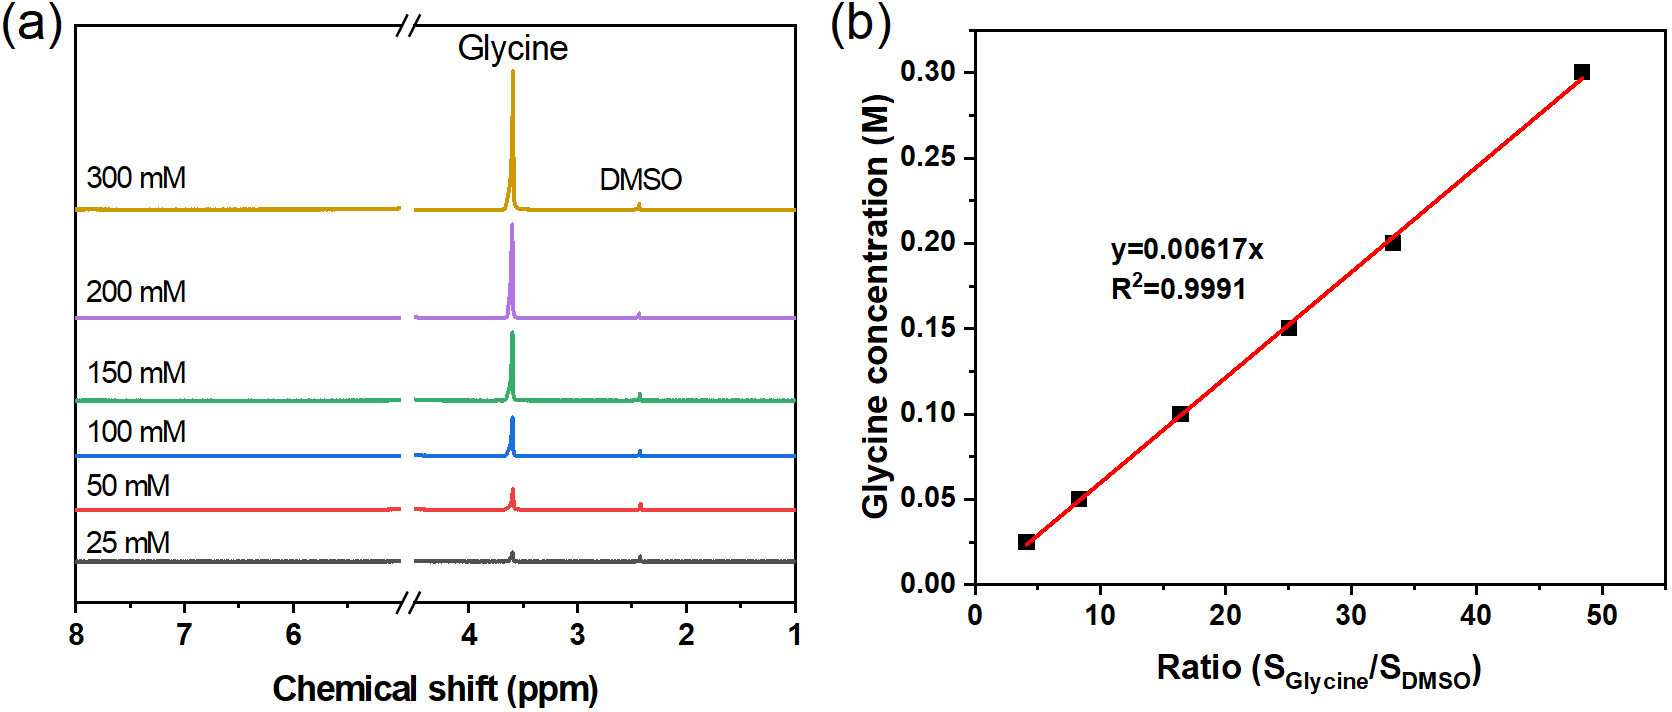 (a)
Glycine
DMSO
300 mM
200 mM
150 mM
100 mM
50 mM
25 mM
8 7 6 4 3 2 1
Chemical shift (ppm)
(b)
Glycine concentration (M)
0.30
0.25
0.20
0.15
0.10
0.05
0.00
y=0.00617x
R²=0.9991
0 10 20 30 40 50
Ratio (S_Glycine/S_DMSO)